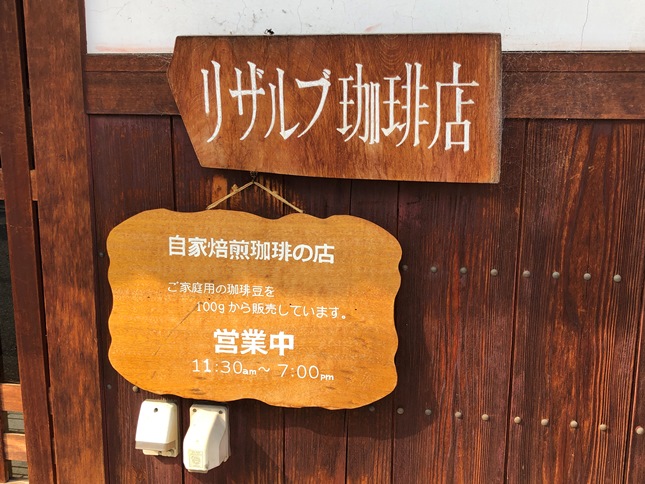 リザルブ珈琲店
自家焙煎珈琲の店
ご家庭用の珈琲豆を
100gから販売しています。
営業中
11:30am～7:00pm